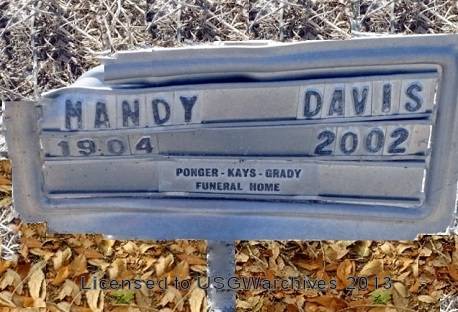 MANDY DAVIS
1904 2002
PONGER - KAYS - GRADY
FUNERAL HOME
Licensed to USGWarchives 2013